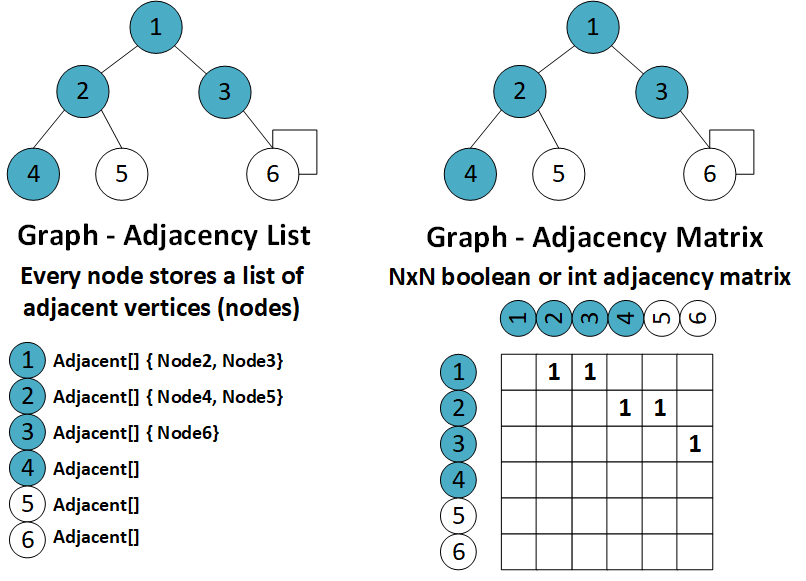 1
2
3
4
5
6
Graph - Adjacency List
Every node stores a list of
adjacent vertices (nodes)
1 Adjacent[] { Node2, Node3}
2 Adjacent[] { Node4, Node5}
3 Adjacent[] { Node6}
4 Adjacent[]
5 Adjacent[]
6 Adjacent[]
1
2
3
4
5
6
Graph - Adjacency Matrix
NxN boolean or int adjacency matrix
1 2 3 4 5 6
1 1 1
2 1 1
3 1
4
5
6